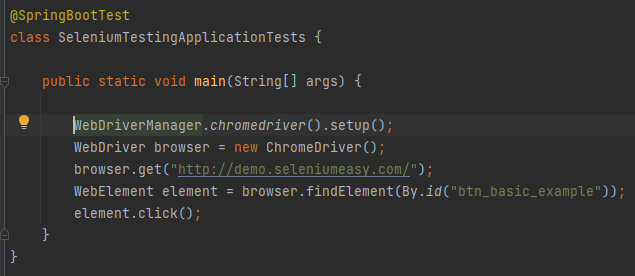 @SpringBootTest
class SeleniumTestingApplicationTests {
public static void main(String[] args) {
WebDriverManager.chromedriver().setup();
WebDriver browser = new ChromeDriver();
browser.get("http://demo.seleniumeasy.com/");
WebElement element = browser.findElement(By.id("btn_basic_example"));
element.click();
}
}